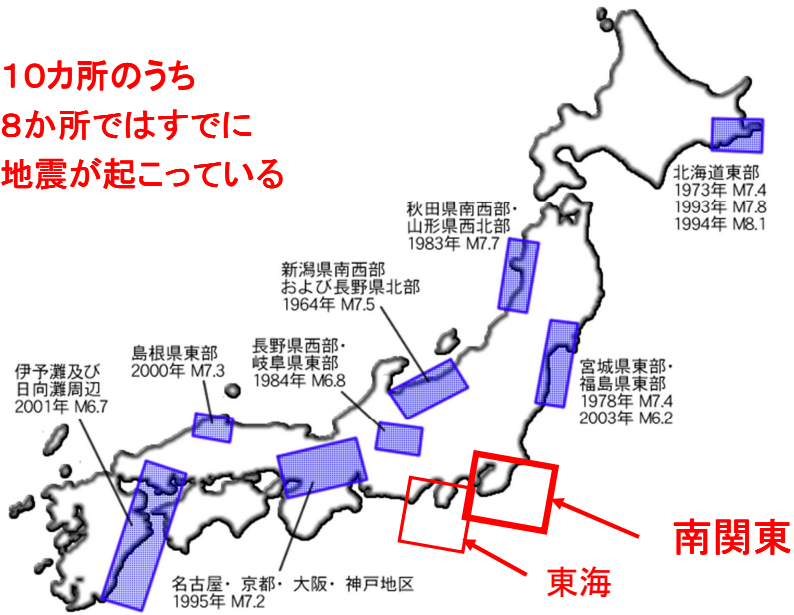 １０カ所のうち
８か所ではすでに
地震が起こっている
北海道東部
1973年 M7.4
1993年 M7.8
1994年 M8.1
秋田県南西部・
山形県西北部
1983年 M7.7
新潟県南西部
および長野県北部
1964年 M7.5
長野県西部・
岐阜県東部
1984年 M6.8
島根県東部
2000年 M7.3
伊予灘及び
日向灘周辺
2001年 M6.7
宮城県東部・
福島県東部
1978年 M7.4
2003年 M6.2
南関東
東海
名古屋・京都・大阪・神戸地区
1995年 M7.2